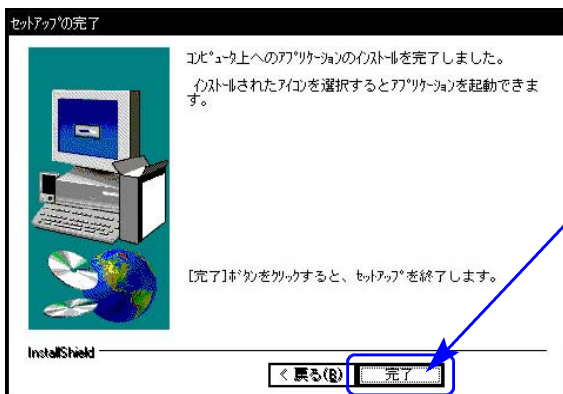 セットアップの完了
コンピュータ上へのアプリケーションのインストールを完了しました。
インストールされたアイコンを選択するとアプリケーションを起動できま
す。
[完了]ボタンをクリックすると、セットアップを終了します。
InstallShield
< 戻る(B)
完了